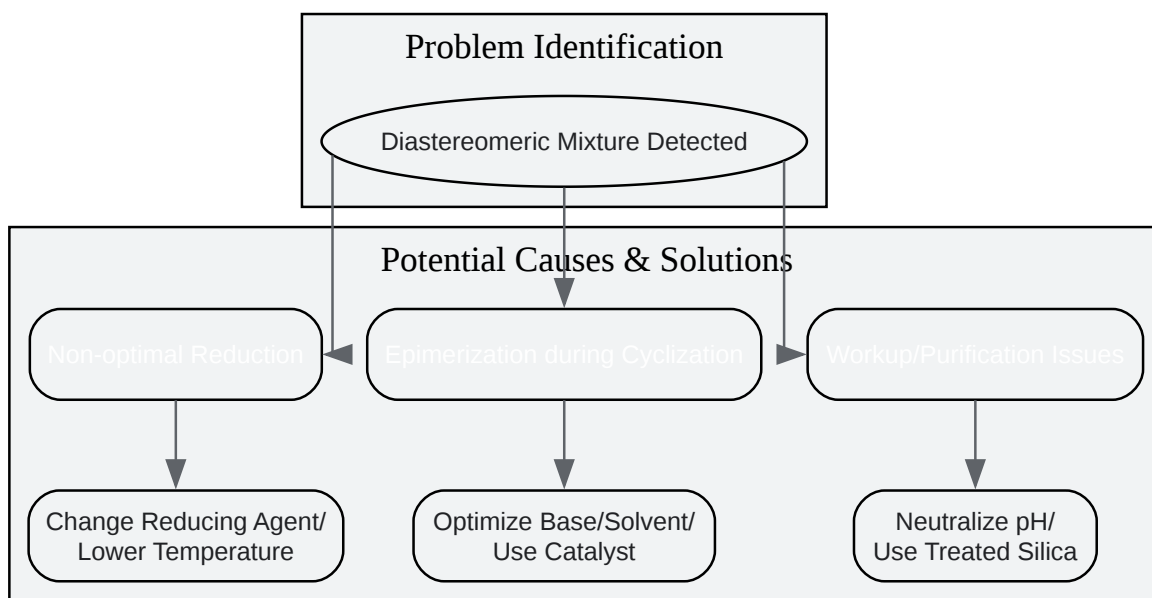 Problem Identification
Diastereomeric Mixture Detected
Potential Causes & Solutions
Non-optimal Reduction
Epimerization during Cyclization
Workup/Purification Issues
Change Reducing Agent/
Lower Temperature
Optimize Base/Solvent/
Use Catalyst
Neutralize pH/
Use Treated Silica